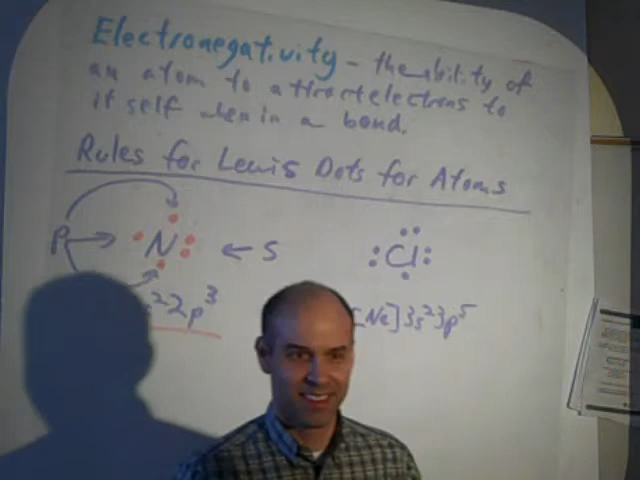 Electronegativity - the ability of
an atom to attract electrons to
itself when in a bond.
Rules for Lewis Dots for Atoms
P N S Cl
s²2p³ [Ne]3s²3p⁵